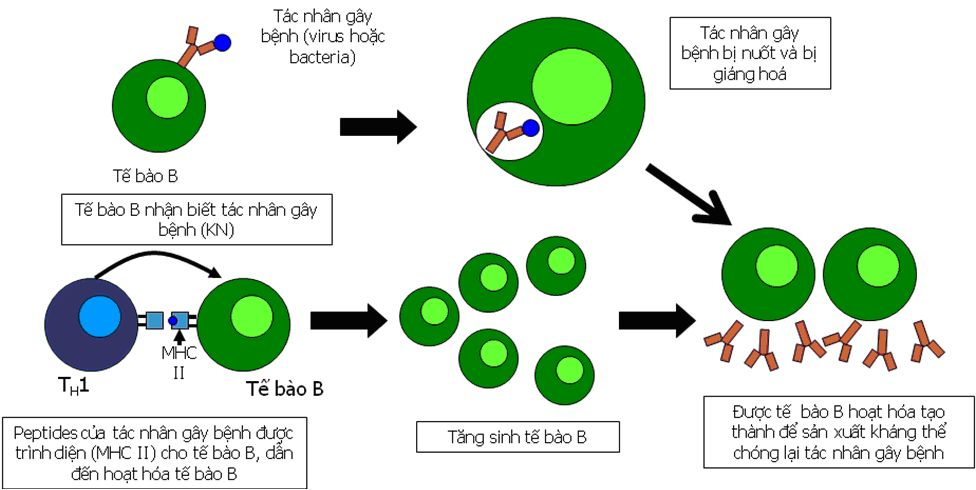 Tác nhân gây
bệnh (virus hoặc
bacteria)
Tác nhân gây
bệnh bị nuốt và bị
giáng hoá
Tế bào B
Tế bào B nhận biết tác nhân gây
bệnh (KN)
MHC
II
TH1
Tế bào B
Peptides của tác nhân gây bệnh được
trình diện (MHC II) cho tế bào B, dẫn
đến hoạt hóa tế bào B
Tăng sinh tế bào B
Được tế bào B hoạt hóa tạo
thành để sản xuất kháng thể
chóng lại tác nhân gây bệnh